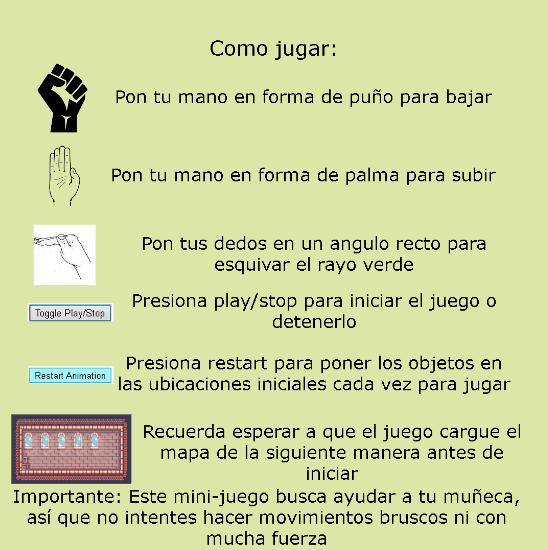 Como jugar:
Pon tu mano en forma de puño para bajar
Pon tu mano en forma de palma para subir
Pon tus dedos en un angulo recto para
esquivar el rayo verde
Toggle Play/Stop
Presiona play/stop para iniciar el juego o
detenerlo
Restart Animation
Presiona restart para poner los objetos en
las ubicaciones iniciales cada vez para jugar
Recuerda esperar a que el juego cargue el
mapa de la siguiente manera antes de
iniciar
Importante: Este mini-juego busca ayudar a tu muñeca,
así que no intentes hacer movimientos bruscos ni con
mucha fuerza